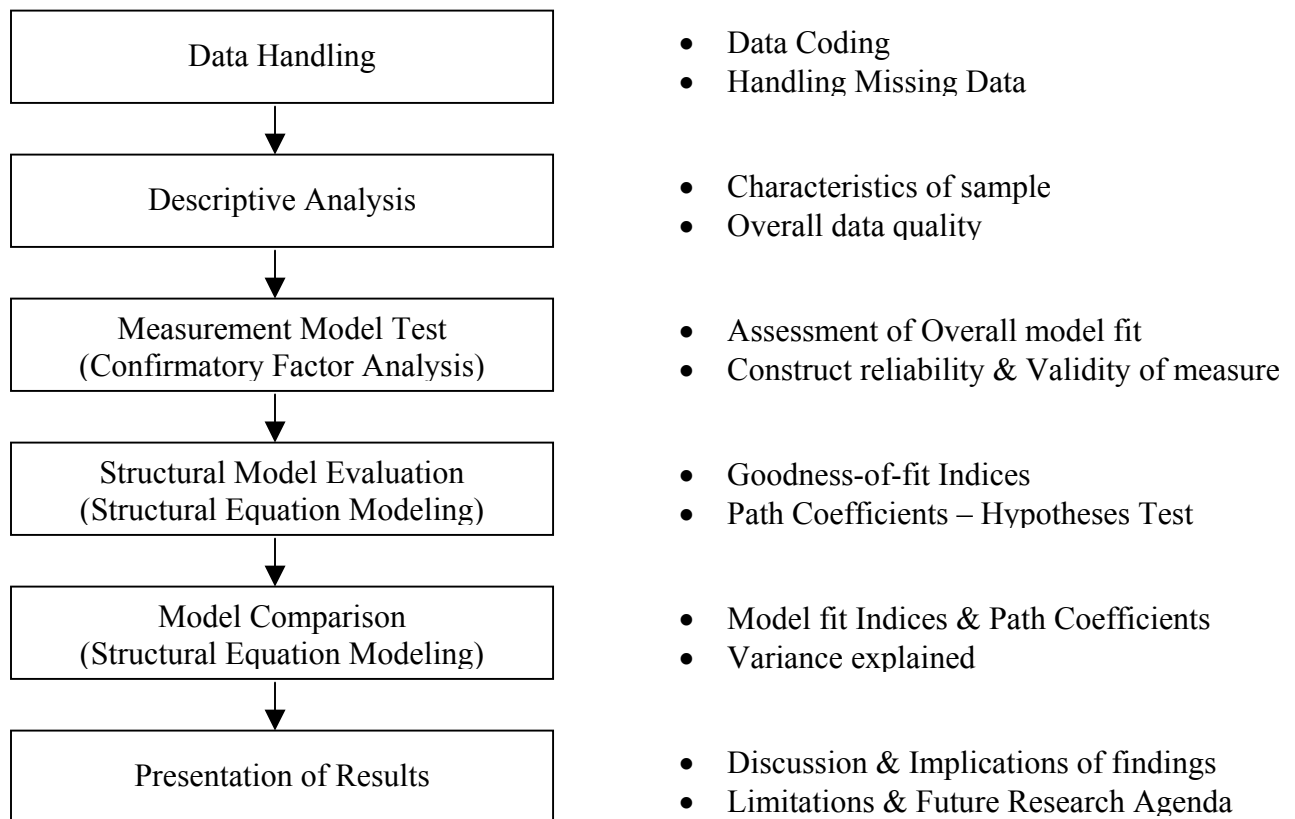 Data Handling
• Data Coding
• Handling Missing Data
Descriptive Analysis
• Characteristics of sample
• Overall data quality
Measurement Model Test
(Confirmatory Factor Analysis)
• Assessment of Overall model fit
• Construct reliability & Validity of measure
Structural Model Evaluation
(Structural Equation Modeling)
• Goodness-of-fit Indices
• Path Coefficients – Hypotheses Test
Model Comparison
(Structural Equation Modeling)
• Model fit Indices & Path Coefficients
• Variance explained
Presentation of Results
• Discussion & Implications of findings
• Limitations & Future Research Agenda